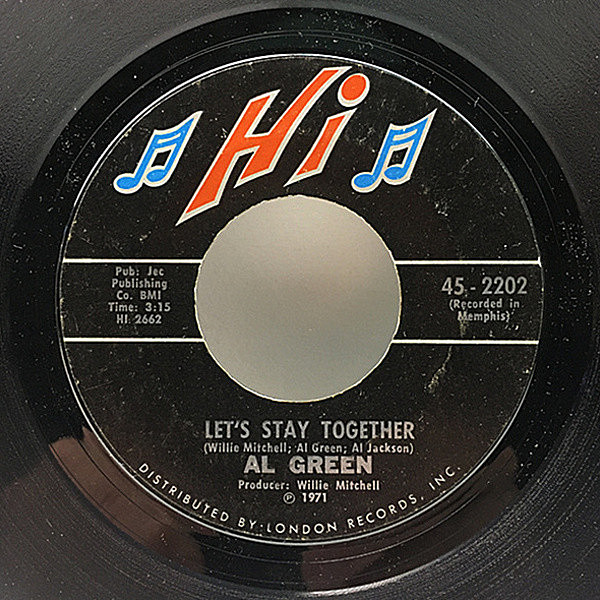 Hi
Pub: Jec
Publishing
Co. BMI
Time: 3:15
HI 2662
45-2202
(Recorded in
Memphis)
LET'S STAY TOGETHER
(Willie Mitchell; Al Green; Al Jackson)
AL GREEN
Producer: Willie Mitchell
℗ 1971
DISTRIBUTED BY·LONDON RECORDS, INC.